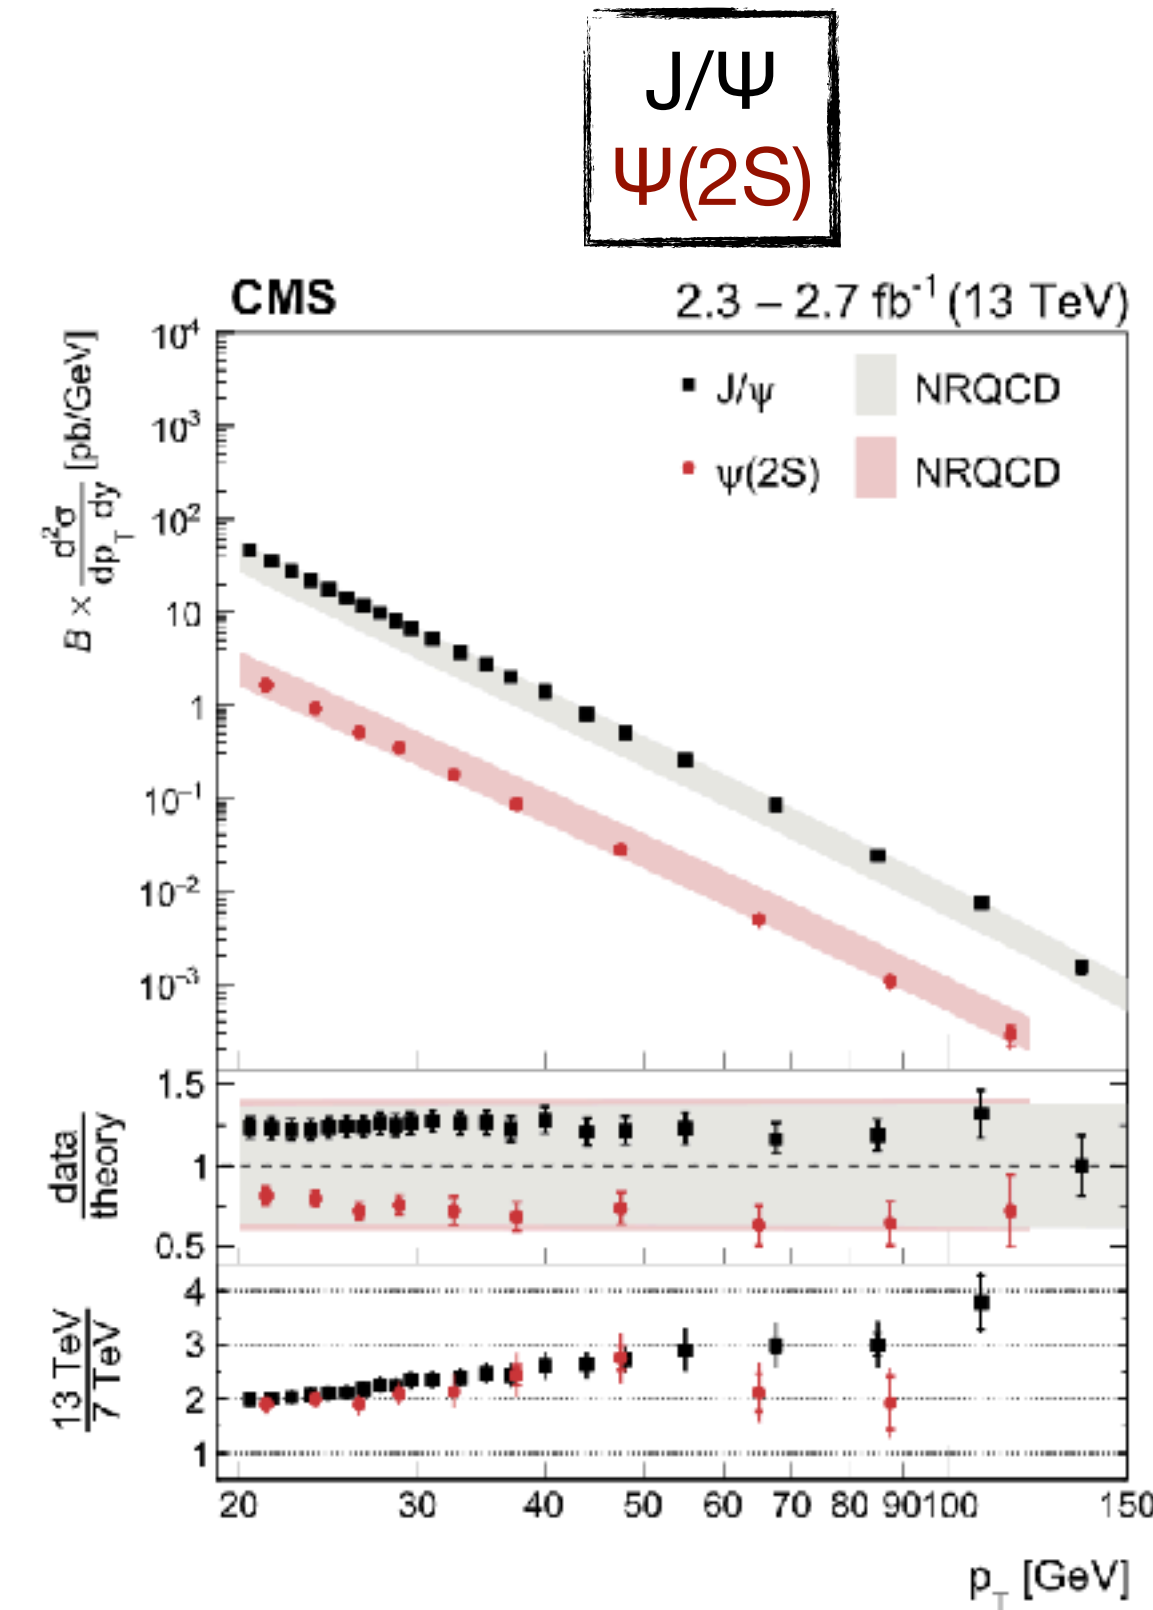 J/Ψ
Ψ(2S)
CMS 2.3 – 2.7 fb⁻¹ (13 TeV)
B × d²σ / dp_T dy [pb/GeV]
10⁴
10³
10²
10
1
10⁻¹
10⁻²
10⁻³
J/ψ NRQCD
ψ(2S) NRQCD
data
theory
1.5
1
0.5
13 TeV
7 TeV
4
3
2
1
20 30 40 50 60 70 80 90 100 150
p_T [GeV]